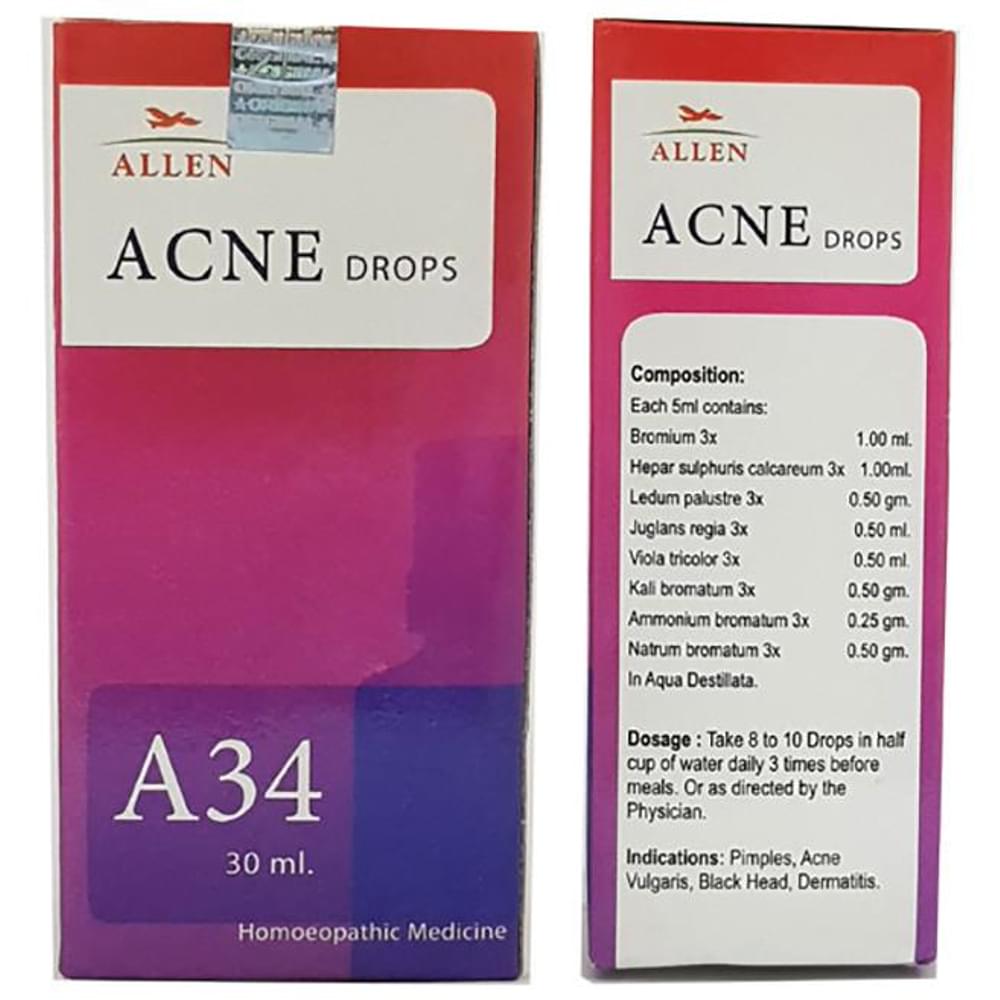 ALLEN
ACNE DROPS
A34
30 ml.
Homoeopathic Medicine
ALLEN
ACNE DROPS
Composition:
Each 5ml contains:
Bromium 3x 1.00 ml.
Hepar sulphuris calcareum 3x 1.00ml.
Ledum palustre 3x 0.50 gm.
Juglans regia 3x 0.50 ml.
Viola tricolor 3x 0.50 ml.
Kali bromatum 3x 0.50 gm.
Ammonium bromatum 3x 0.25 gm.
Natrum bromatum 3x 0.50 gm.
In Aqua Destillata.
Dosage : Take 8 to 10 Drops in half
cup of water daily 3 times before
meals. Or as directed by the
Physician.
Indications: Pimples, Acne
Vulgaris, Black Head, Dermatitis.